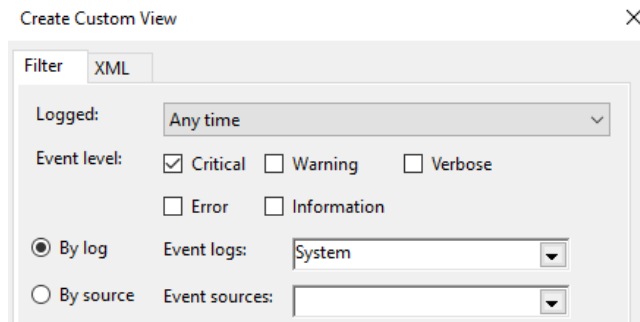 Create Custom View
Filter XML
Logged: Any time
Event level: Critical Warning Verbose
Error Information
By log Event logs: System
By source Event sources: